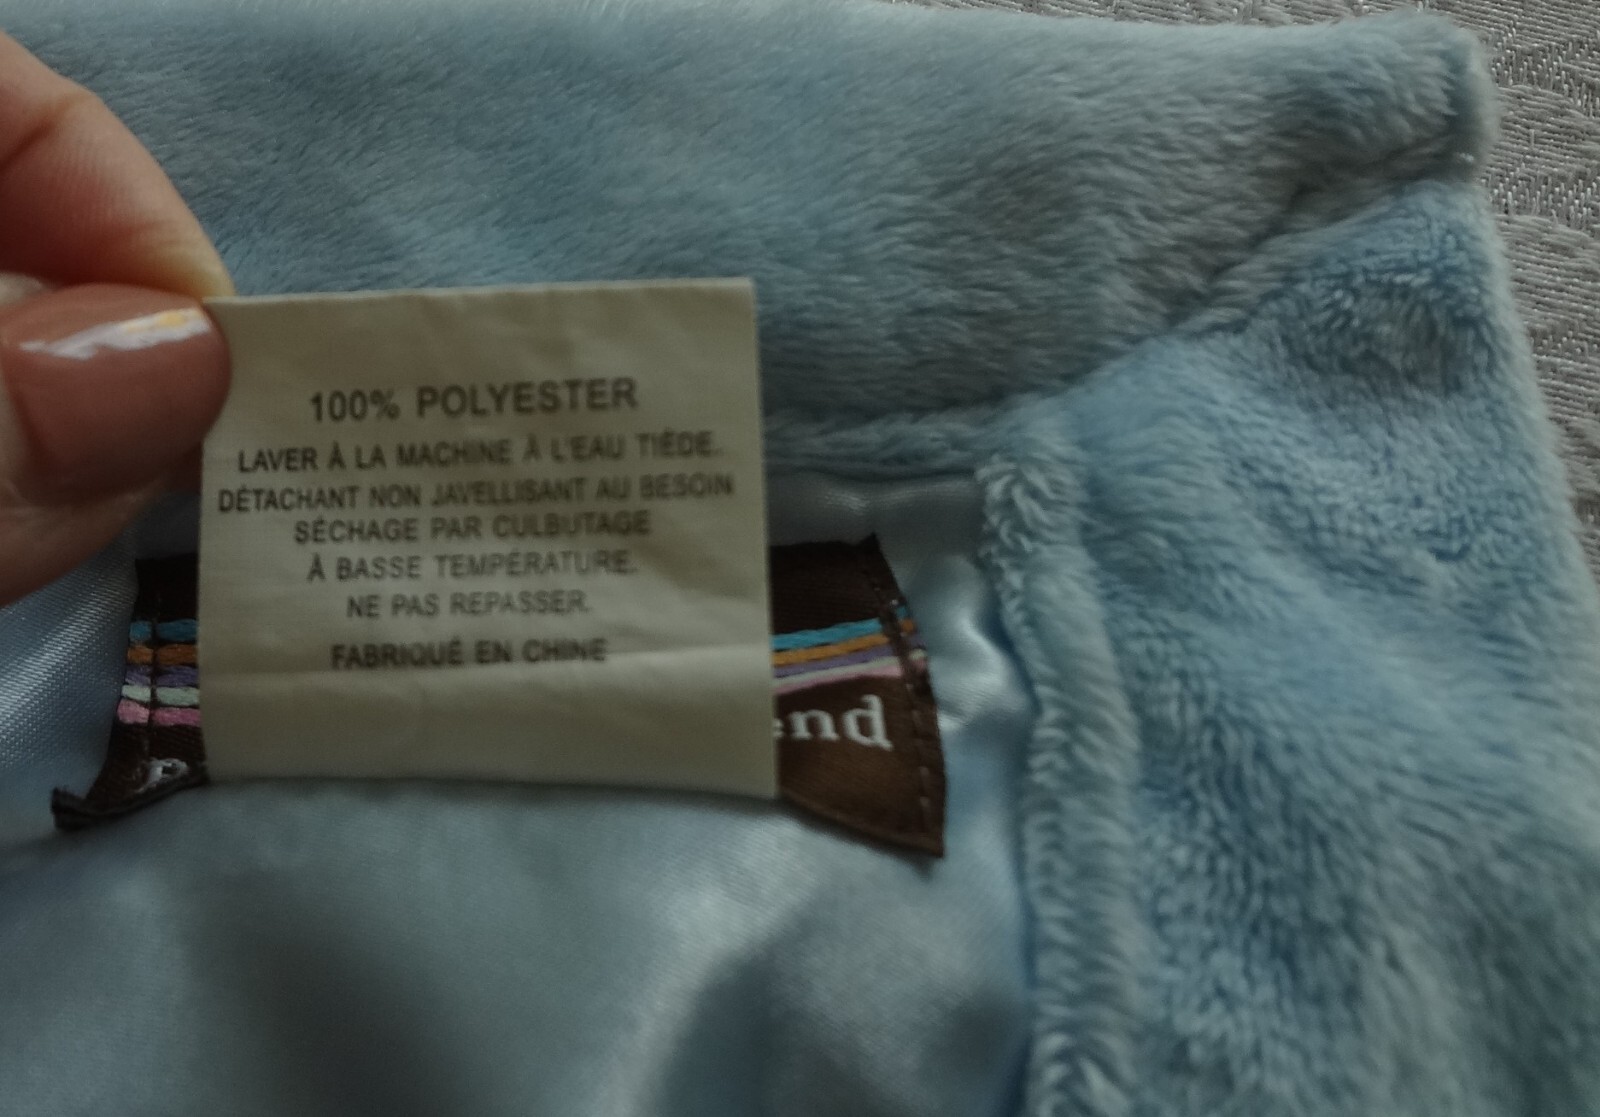 100% POLYESTER
LAVER À LA MACHINE À L'EAU TIÈDE.
DÉTACHANT NON JAVELLISANT AU BESOIN
SÉCHAGE PAR CULBUTAGE
À BASSE TEMPÉRATURE.
NE PAS REPASSER.
FABRIQUÉ EN CHINE